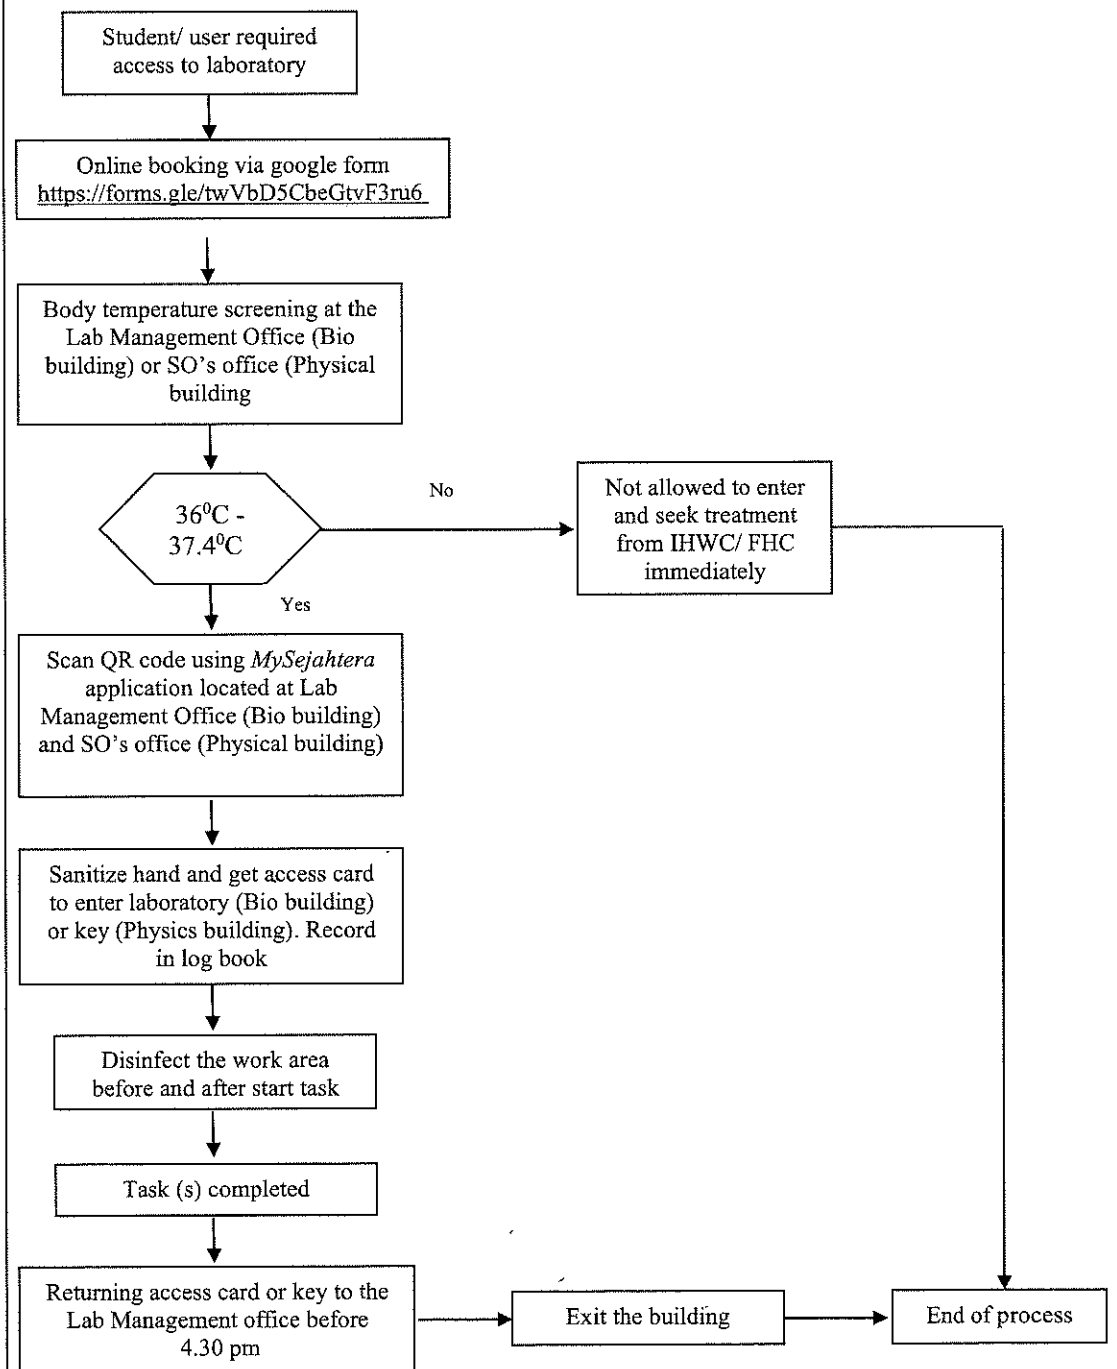 Student/ user required
access to laboratory
Online booking via google form
https://forms.gle/twVbD5CbeGtvF3ru6
Body temperature screening at the
Lab Management Office (Bio
building) or SO's office (Physical
building
36⁰C -
37.4⁰C
No
Not allowed to enter
and seek treatment
from IHWC/ FHC
immediately
Yes
Scan QR code using MySejahtera
application located at Lab
Management Office (Bio building)
and SO's office (Physical building)
Sanitize hand and get access card
to enter laboratory (Bio building)
or key (Physics building). Record
in log book
Disinfect the work area
before and after start task
Task (s) completed
Returning access card or key to the
Lab Management office before
4.30 pm
Exit the building
End of process